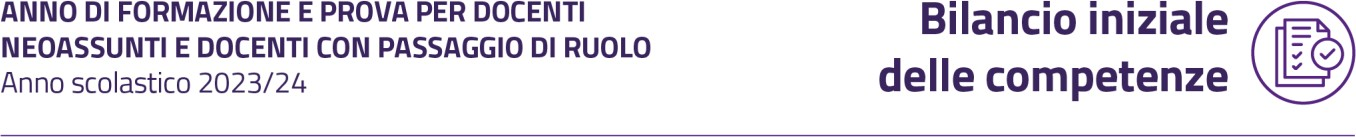 ANNO DI FORMAZIONE E PROVA PER DOCENTI
NEOASSUNTI E DOCENTI CON PASSAGGIO DI RUOLO
Anno scolastico 2023/24
Bilancio iniziale
delle competenze